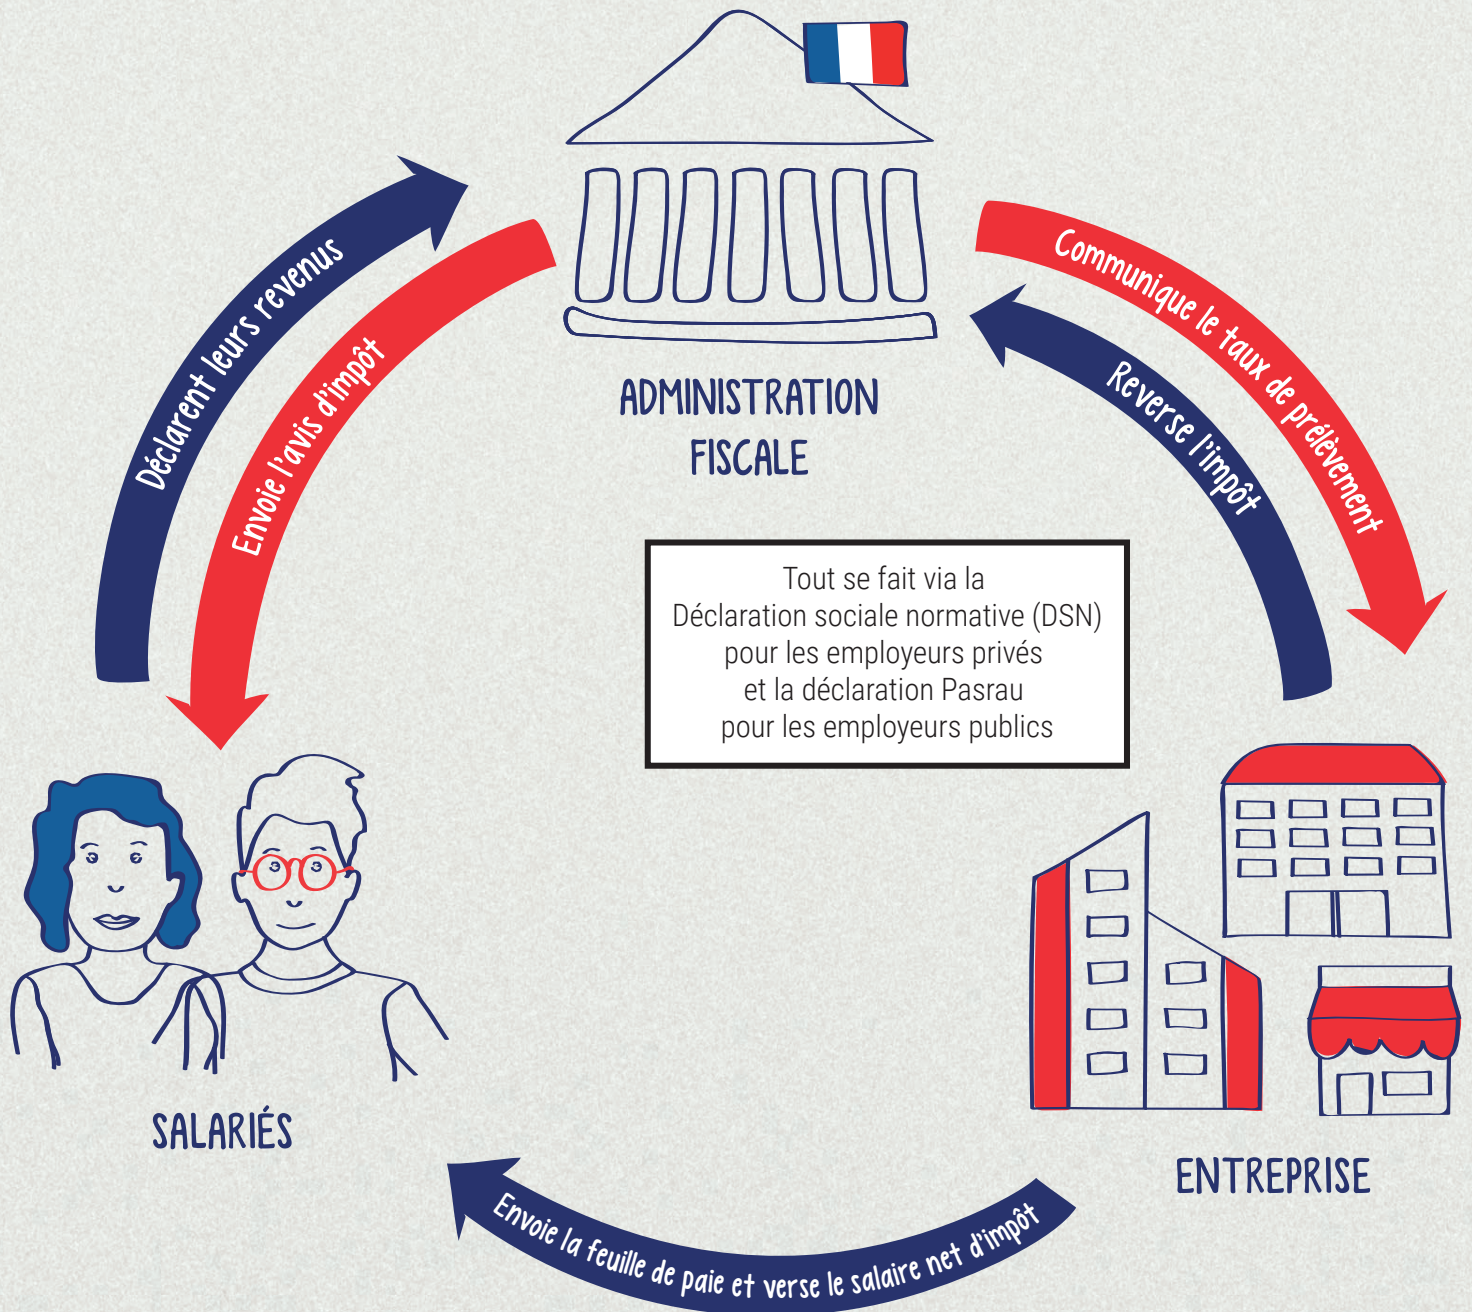 Déclarent leurs revenus
Envoie l'avis d'impôt
Communique le taux de prélèvement
Reverse l'impôt
ADMINISTRATION
FISCALE
Tout se fait via la
Déclaration sociale normative (DSN)
pour les employeurs privés
et la déclaration Pasrau
pour les employeurs publics
SALARIÉS
ENTREPRISE
Envoie la feuille de paie et verse le salaire net d'impôt